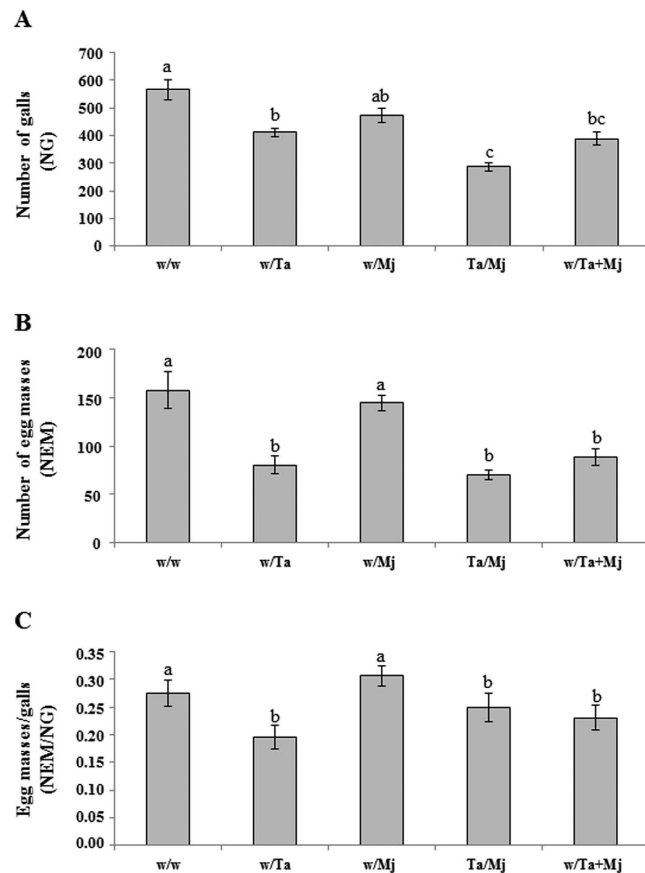 A
Number of galls
(NG)
700
600
500
400
300
200
100
0
a
b
ab
c
bc
w/w w/Ta w/Mj Ta/Mj w/Ta+Mj
B
Number of egg masses
(NEM)
200
150
100
50
0
a
b
a
b
b
w/w w/Ta w/Mj Ta/Mj w/Ta+Mj
C
Egg masses/galls
(NEM/NG)
0.35
0.30
0.25
0.20
0.15
0.10
0.05
0.00
a
b
a
b
b
w/w w/Ta w/Mj Ta/Mj w/Ta+Mj